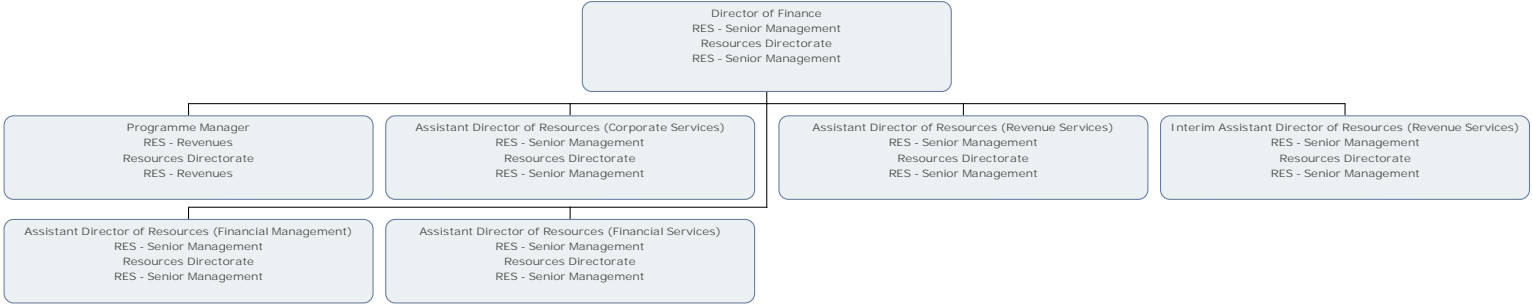 Director of Finance
RES - Senior Management
Resources Directorate
RES - Senior Management
Programme Manager
RES - Revenues
Resources Directorate
RES - Revenues
Assistant Director of Resources (Corporate Services)
RES - Senior Management
Resources Directorate
RES - Senior Management
Assistant Director of Resources (Revenue Services)
RES - Senior Management
Resources Directorate
RES - Senior Management
Interim Assistant Director of Resources (Revenue Services)
RES - Senior Management
Resources Directorate
RES - Senior Management
Assistant Director of Resources (Financial Management)
RES - Senior Management
Resources Directorate
RES - Senior Management
Assistant Director of Resources (Financial Services)
RES - Senior Management
Resources Directorate
RES - Senior Management